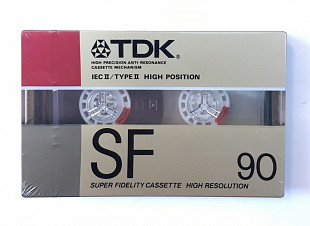 TDK
HIGH PRECISION ANTI-RESONANCE
CASSETTE MECHANISM
IEC II/TYPE II HIGH POSITION
SF 90
SUPER FIDELITY CASSETTE HIGH RESOLUTION